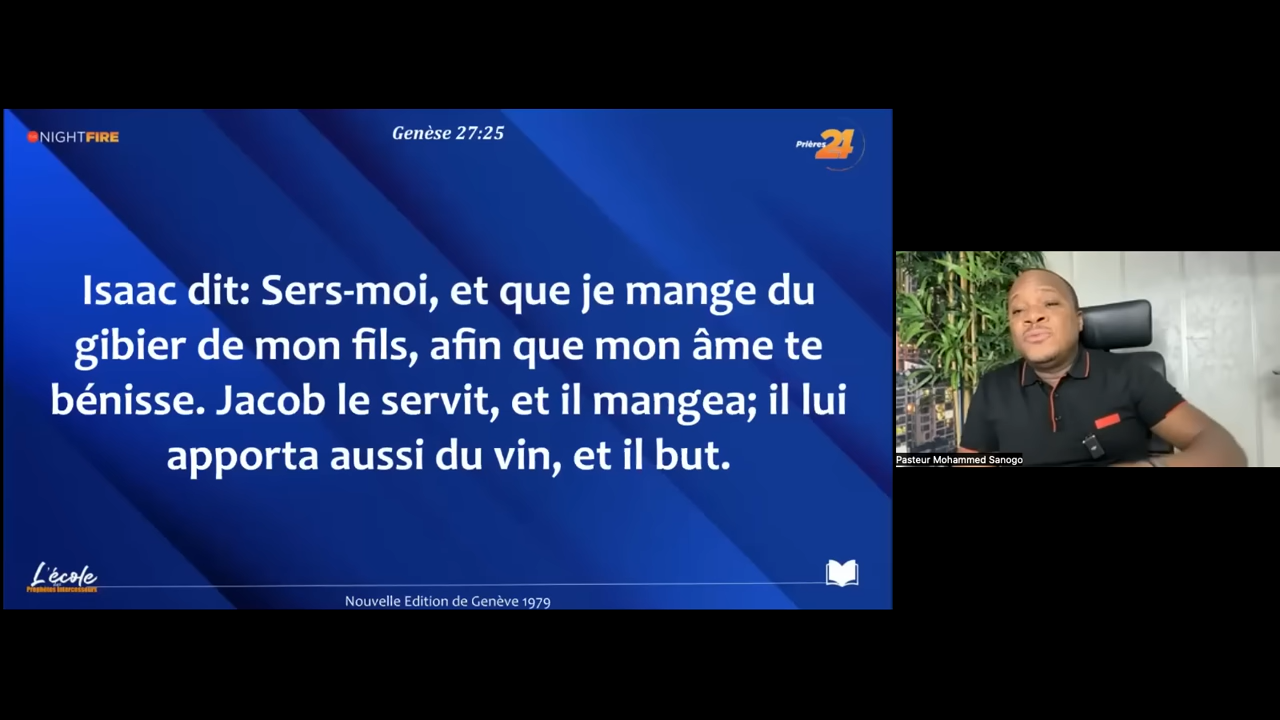 NIGHTFIRE
Genèse 27:25
Prières 24
Isaac dit: Sers-moi, et que je mange du
gibier de mon fils, afin que mon âme te
bénisse. Jacob le servit, et il mangea; il lui
apporta aussi du vin, et il but.
L'école
Prophètes Intercesseurs
Nouvelle Edition de Genève 1979
Pasteur Mohammed Sanogo